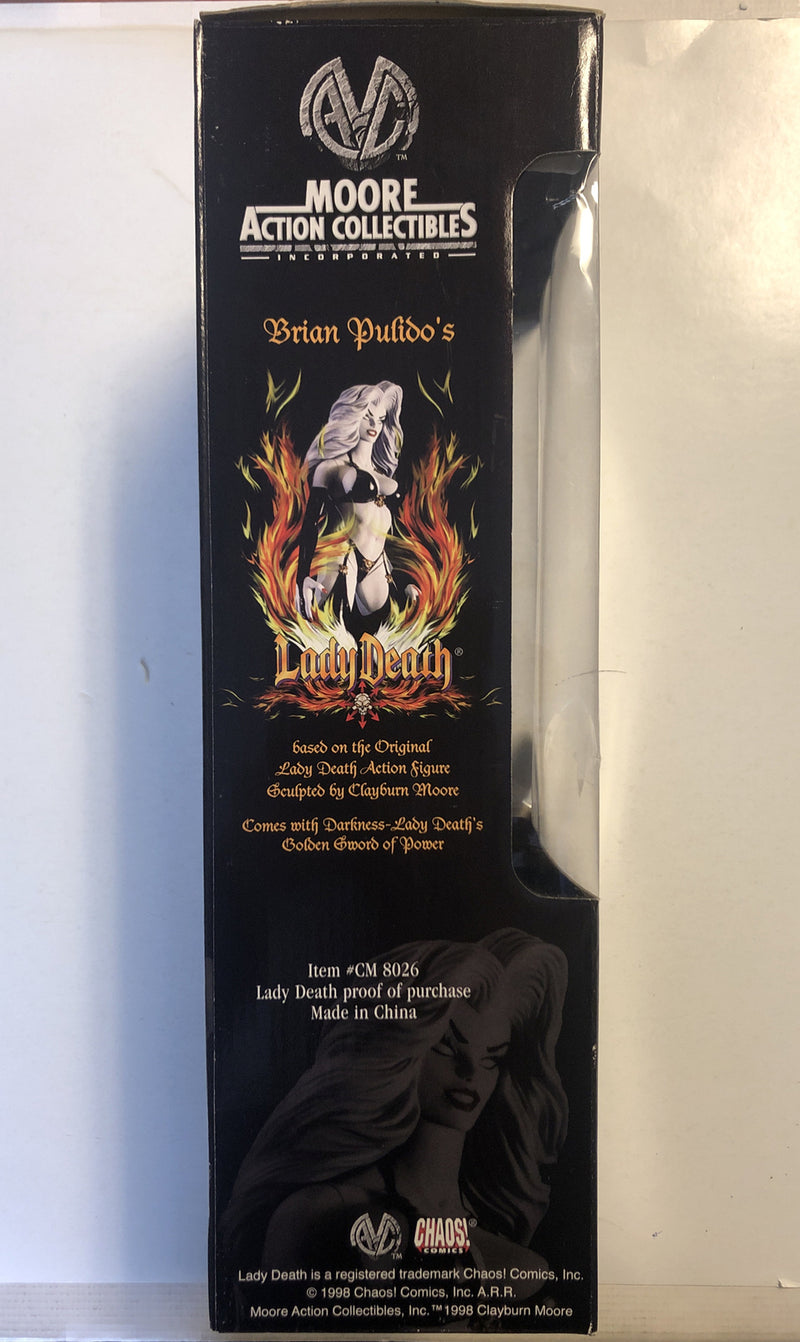 MAC
TM
MOORE
ACTION COLLECTIBLES
INCORPORATED
Brian Pulido's
Lady Death®
based on the Original
Lady Death Action Figure
Sculpted by Clayburn Moore
Comes with Darkness-Lady Death's
Golden Sword of Power
Item #CM 8026
Lady Death proof of purchase
Made in China
MAC TM CHAOS!®
COMICS
Lady Death is a registered trademark Chaos! Comics, Inc.
© 1998 Chaos! Comics, Inc. A.R.R.
Moore Action Collectibles, Inc.™1998 Clayburn Moore